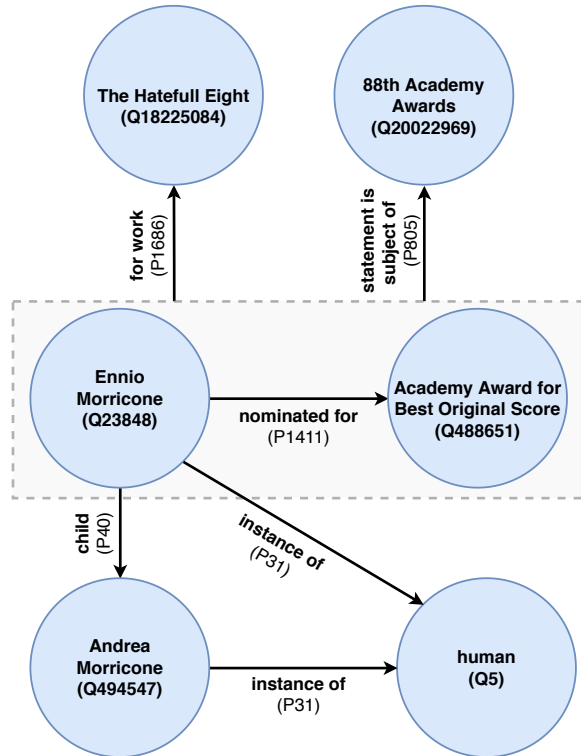 The Hatefull Eight
(Q18225084)
88th Academy
Awards
(Q20022969)
for work
(P1686)
statement is
subject of
(P805)
Ennio
Morricone
(Q23848)
nominated for
(P1411)
Academy Award for
Best Original Score
(Q488651)
child
(P40)
instance of
(P31)
Andrea
Morricone
(Q494547)
instance of
(P31)
human
(Q5)